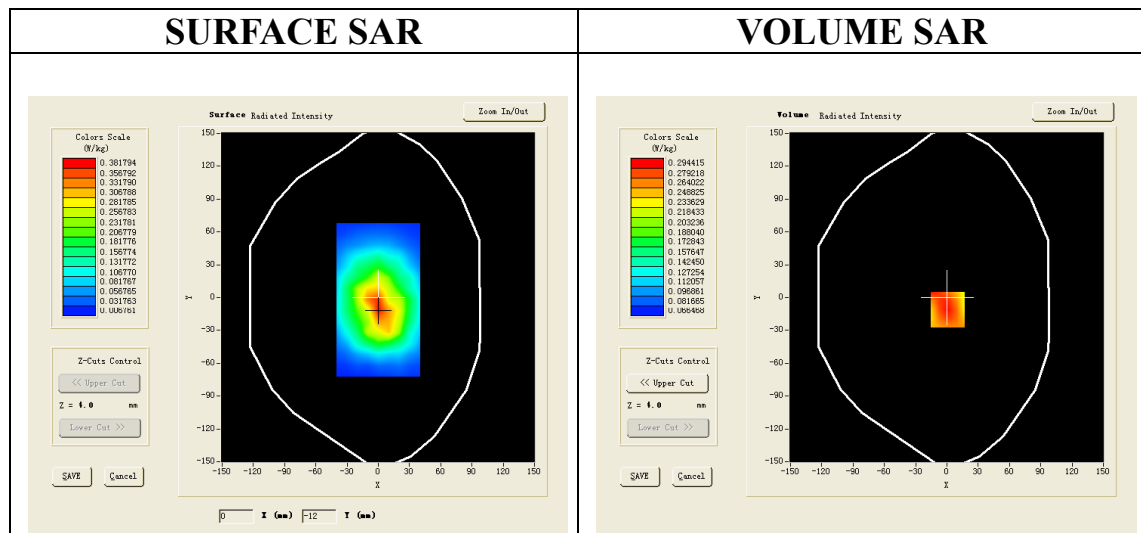 SURFACE SAR
VOLUME SAR
Surface Radiated Intensity
Zoom In/Out
Colors Scale
(W/kg)
0.381794
0.356792
0.331790
0.306788
0.281785
0.256783
0.231781
0.206779
0.181776
0.156774
0.131772
0.106770
0.081767
0.056765
0.031763
0.006761
150
120
90
60
30
0
-30
-60
-90
-120
-150
Y
-150 -120 -90 -60 -30 0 30 60 90 120 150
X
Z-Cuts Control
<< Upper Cut
Z = 4.0 mm
Lower Cut >>
SAVE Cancel
0 X (mm) -12 Y (mm)
Volume Radiated Intensity
Zoom In/Out
Colors Scale
(W/kg)
0.294415
0.279218
0.264022
0.248825
0.233629
0.218433
0.203236
0.188040
0.172843
0.157647
0.142450
0.127254
0.112057
0.096861
0.081665
0.066468
150
120
90
60
30
0
-30
-60
-90
-120
-150
Y
-150 -120 -90 -60 -30 0 30 60 90 120 150
X
Z-Cuts Control
<< Upper Cut
Z = 4.0 mm
Lower Cut >>
SAVE Cancel